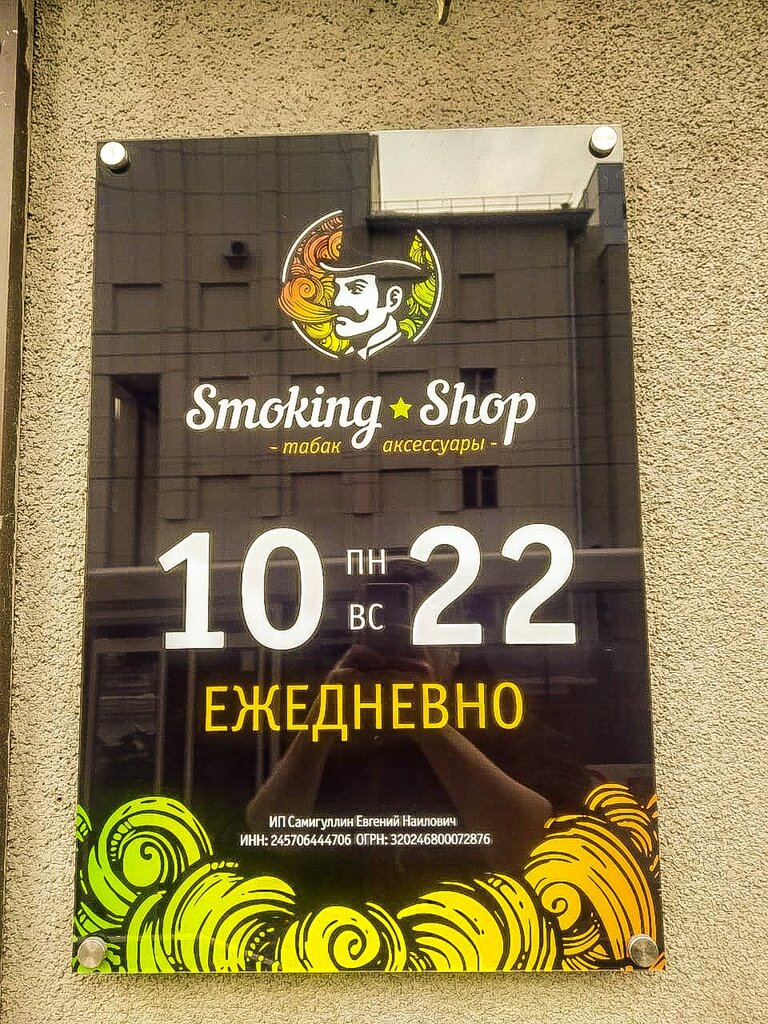 Smoking ★ Shop
- табак аксессуары -
10 ПН ВС 22
ЕЖЕДНЕВНО
ИП Самигуллин Евгений Наилович
ИНН: 245706444706 ОГРН: 320246800072876